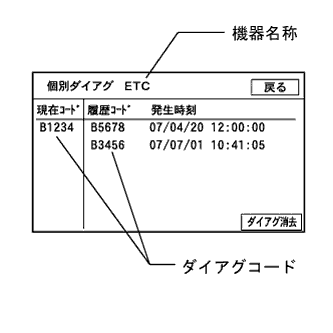 機器名称
個別ダイアグ ETC 戻る
現在ｺｰﾄﾞ 履歴ｺｰﾄﾞ 発生時刻
B1234 B5678 07/04/20 12:00:00
B3456 07/07/01 10:41:05
ダイアグ消去
ダイアグコード